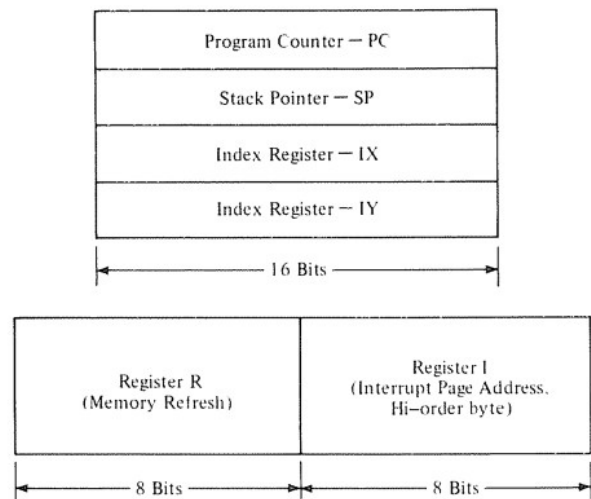 Program Counter — PC
Stack Pointer — SP
Index Register — IX
Index Register — IY
16 Bits
Register R
(Memory Refresh)
Register I
(Interrupt Page Address,
Hi-order byte)
8 Bits
8 Bits